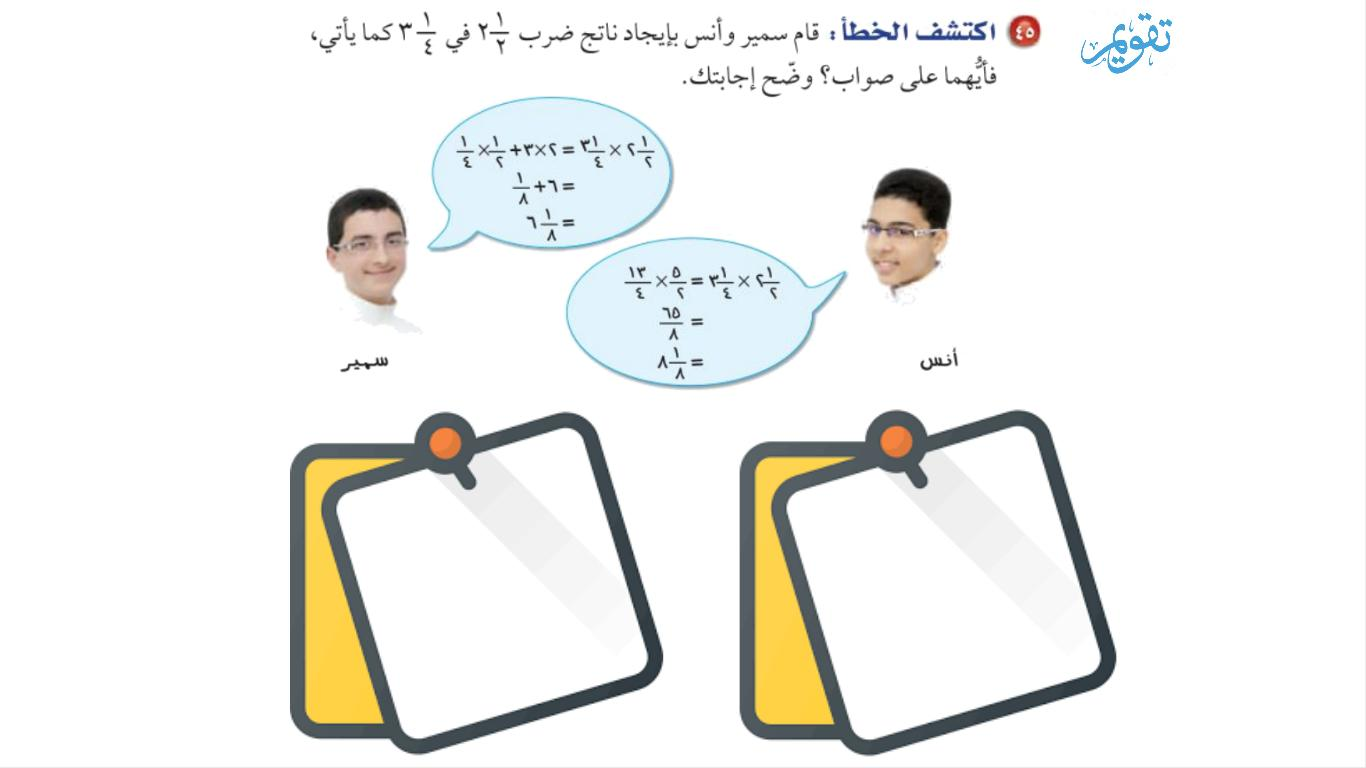 تقويم
٤٥ اكتشف الخطأ: قام سمير وأنس بإيجاد ناتج ضرب ٢ ١/٢ في ٣ ١/٤ كما يأتي،
فأيُّهما على صواب؟ وضّح إجابتك.
٢ ١/٢ × ٣ ١/٤ = ٢×٣ + ١/٢ × ١/٤
= ٦ + ١/٨
= ٦ ١/٨
سمير
٢ ١/٢ × ٣ ١/٤ = ٥/٢ × ١٣/٤
= ٦٥/٨
= ٨ ١/٨
أنس